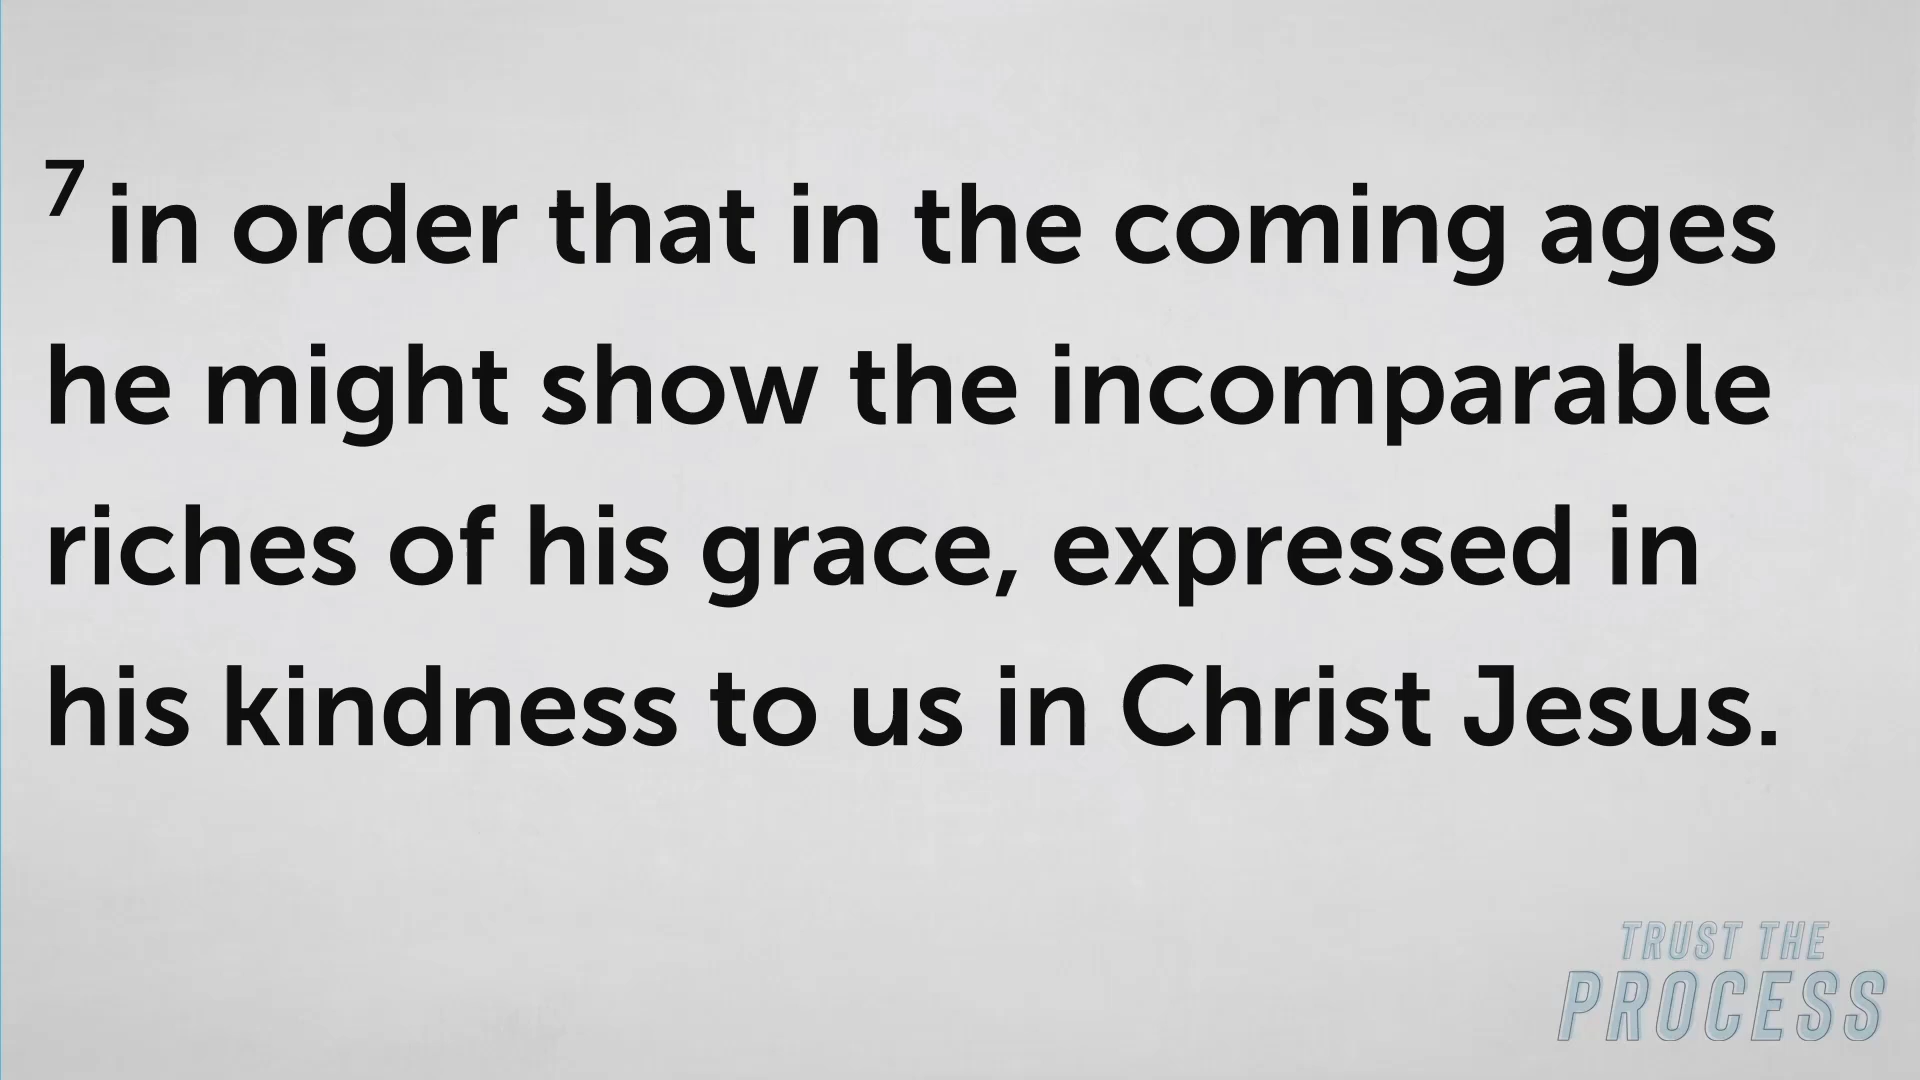 7 in order that in the coming ages
he might show the incomparable
riches of his grace, expressed in
his kindness to us in Christ Jesus.
TRUST THE
PROCESS